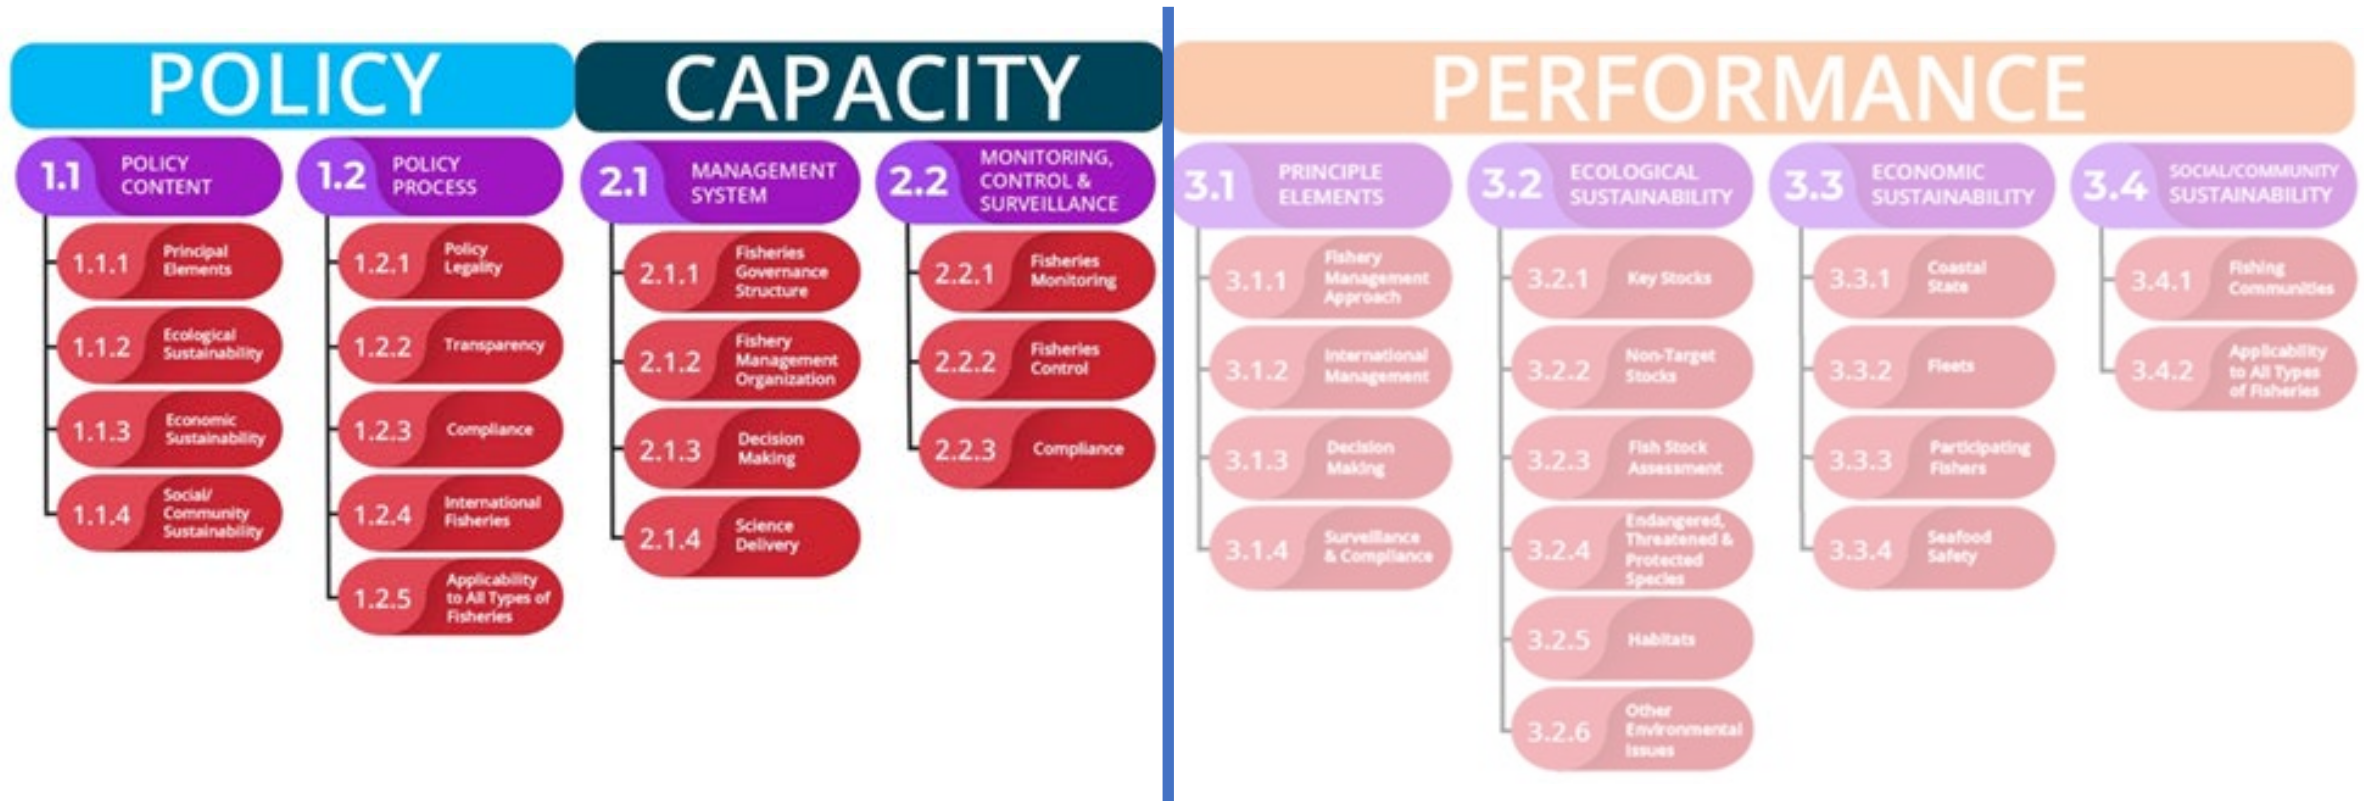 POLICY
CAPACITY
PERFORMANCE
1.1
POLICY
CONTENT
1.1.1
Principal
Elements
1.1.2
Ecological
Sustainability
1.1.3
Economic
Sustainability
1.1.4
Social/
Community
Sustainability
1.2
POLICY
PROCESS
1.2.1
Policy
Legality
1.2.2
Transparency
1.2.3
Compliance
1.2.4
International
Fisheries
1.2.5
Applicability
to All Types of
Fisheries
2.1
MANAGEMENT
SYSTEM
2.1.1
Fisheries
Governance
Structure
2.1.2
Fishery
Management
Organization
2.1.3
Decision
Making
2.1.4
Science
Delivery
2.2
MONITORING,
CONTROL &
SURVEILLANCE
2.2.1
Fisheries
Monitoring
2.2.2
Fisheries
Control
2.2.3
Compliance
3.1
PRINCIPLE
ELEMENTS
3.1.1
Fishery
Management
Approach
3.1.2
International
Management
3.1.3
Decision
Making
3.1.4
Surveillance
& Compliance
3.2
ECOLOGICAL
SUSTAINABILITY
3.2.1
Key Stocks
3.2.2
Non-Target
Stocks
3.2.3
Fish Stock
Assessment
3.2.4
Endangered,
Threatened &
Protected
Species
3.2.5
Habitats
3.2.6
Other
Environmental
Issues
3.3
ECONOMIC
SUSTAINABILITY
3.3.1
Coastal
State
3.3.2
Fleets
3.3.3
Participating
Fishers
3.3.4
Seafood
Safety
3.4
SOCIAL/COMMUNITY
SUSTAINABILITY
3.4.1
Fishing
Communities
3.4.2
Applicability
to All Types
of Fisheries